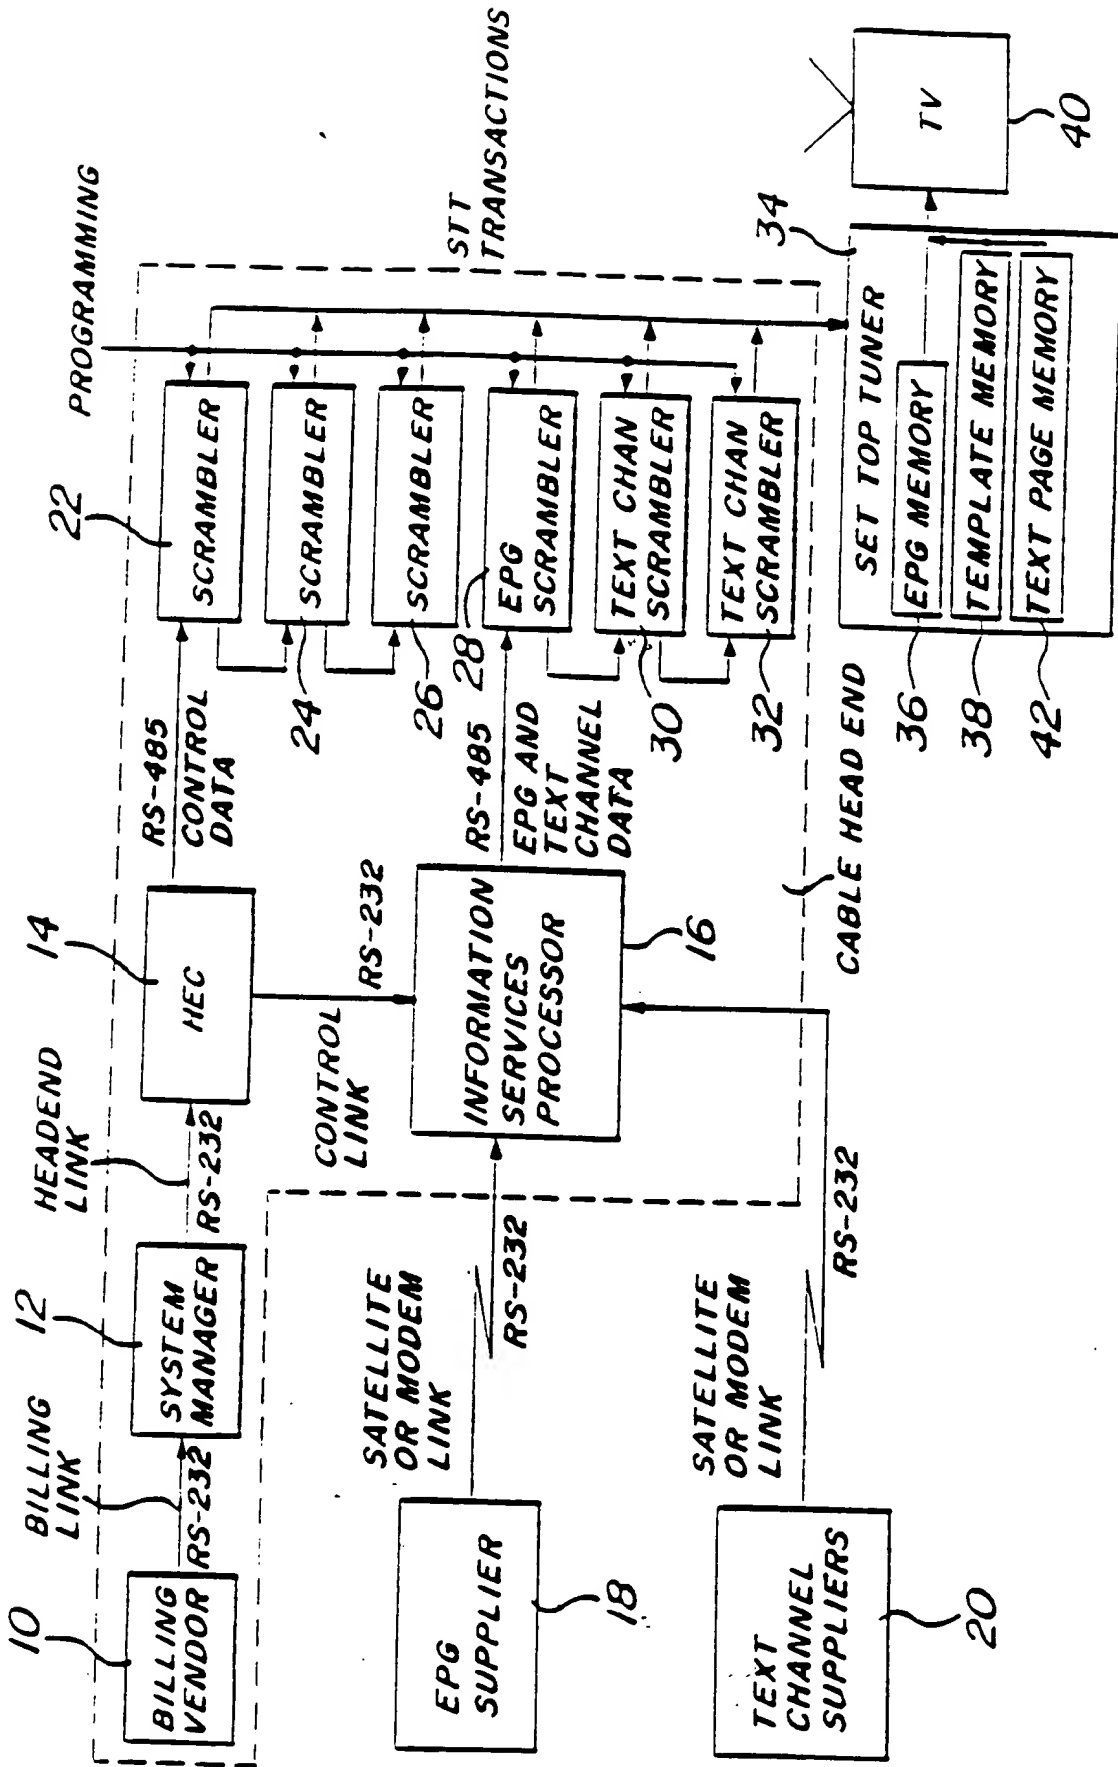 10
BILLING
VENDOR
BILLING
LINK
RS-232
12
SYSTEM
MANAGER
HEADEND
LINK
RS-232
14
HEC
RS-485
CONTROL
DATA
CONTROL
LINK
RS-232
PROGRAMMING
STT
TRANSACTIONS
22
SCRAMBLER
24
SCRAMBLER
26
SCRAMBLER
28
EPG
SCRAMBLER
30
TEXT CHAN
SCRAMBLER
32
TEXT CHAN
SCRAMBLER
EPG
SUPPLIER
18
SATELLITE
OR MODEM
LINK
RS-232
INFORMATION
SERVICES
PROCESSOR
16
RS-485
EPG AND
TEXT
CHANNEL
DATA
TEXT
CHANNEL
SUPPLIERS
20
SATELLITE
OR MODEM
LINK
RS-232
CABLE HEAD END
34
SET TOP TUNER
EPG MEMORY
36
TEMPLATE MEMORY
38
TEXT PAGE MEMORY
42
TV
40